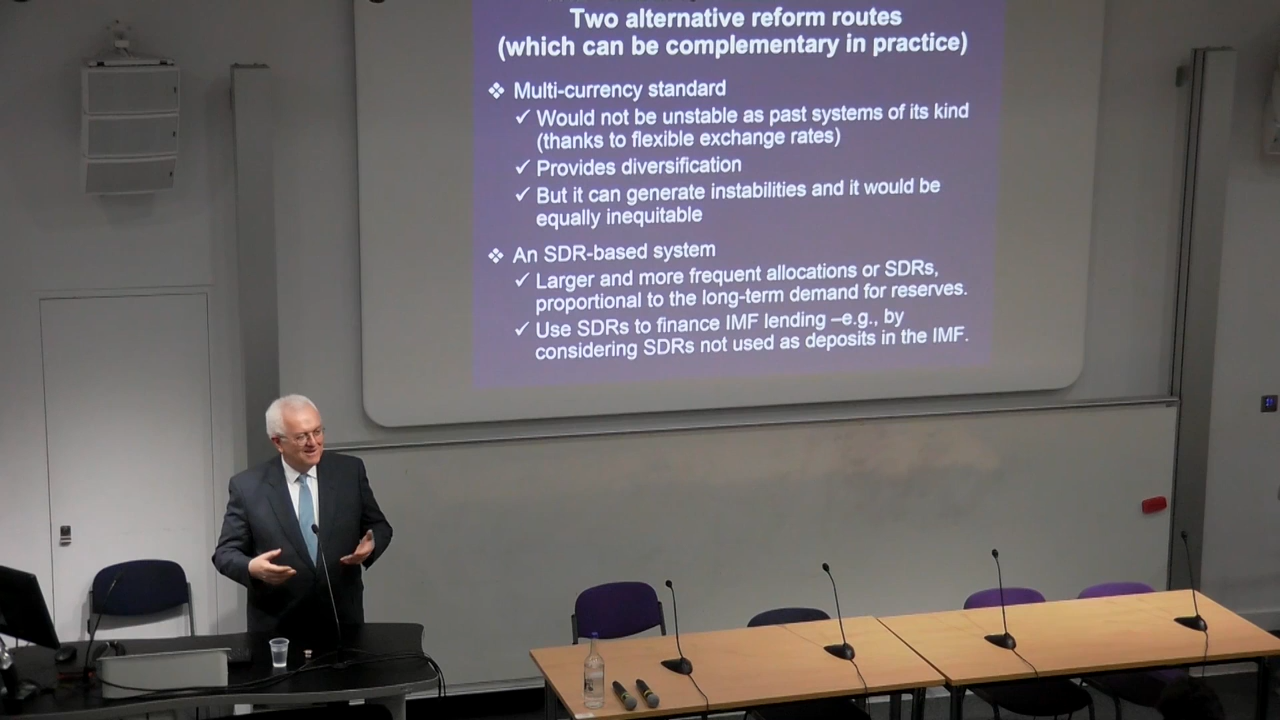 Two alternative reform routes
(which can be complementary in practice)
❖ Multi-currency standard
✓ Would not be unstable as past systems of its kind
(thanks to flexible exchange rates)
✓ Provides diversification
✓ But it can generate instabilities and it would be
equally inequitable
❖ An SDR-based system
✓ Larger and more frequent allocations or SDRs,
proportional to the long-term demand for reserves.
✓ Use SDRs to finance IMF lending –e.g., by
considering SDRs not used as deposits in the IMF.